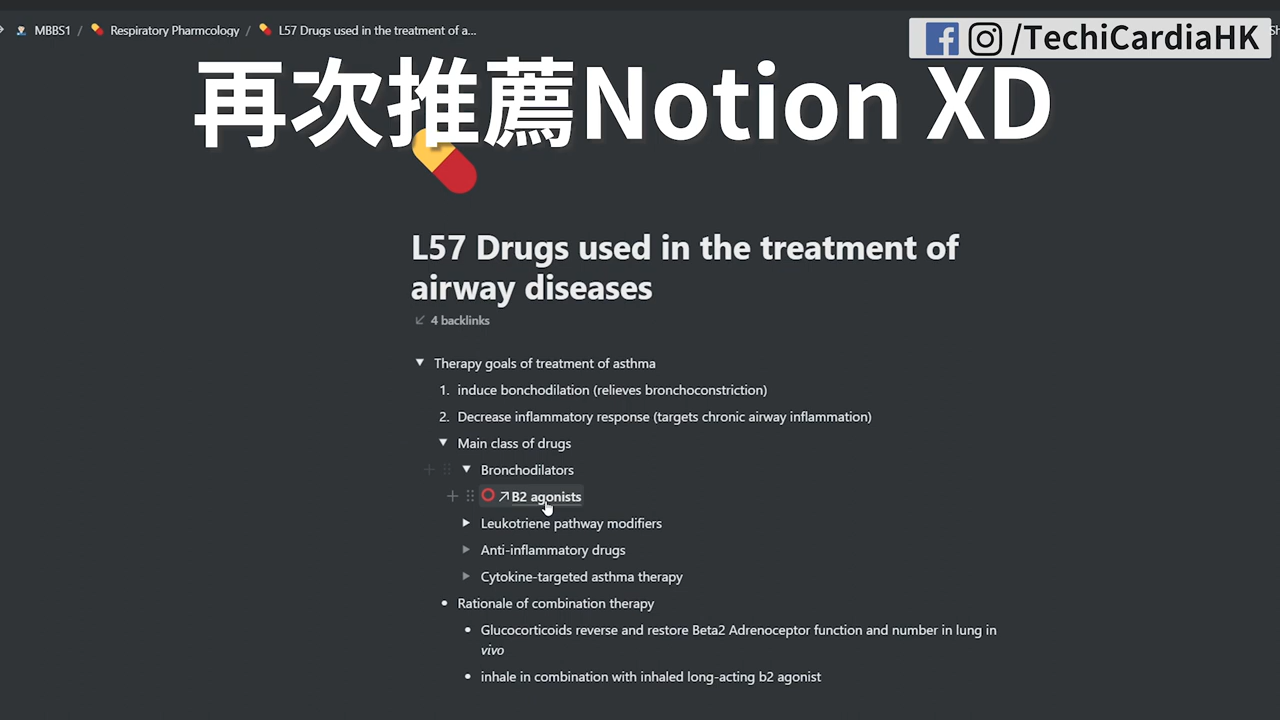 MBBS1 / Respiratory Pharmcology / L57 Drugs used in the treatment of a...
/TechiCardiaHK
再次推薦Notion XD
L57 Drugs used in the treatment of
airway diseases
4 backlinks
Therapy goals of treatment of asthma
1. induce bonchodilation (relieves bronchoconstriction)
2. Decrease inflammatory response (targets chronic airway inflammation)
Main class of drugs
Bronchodilators
B2 agonists
Leukotriene pathway modifiers
Anti-inflammatory drugs
Cytokine-targeted asthma therapy
Rationale of combination therapy
Glucocorticoids reverse and restore Beta2 Adrenoceptor function and number in lung in
vivo
inhale in combination with inhaled long-acting b2 agonist